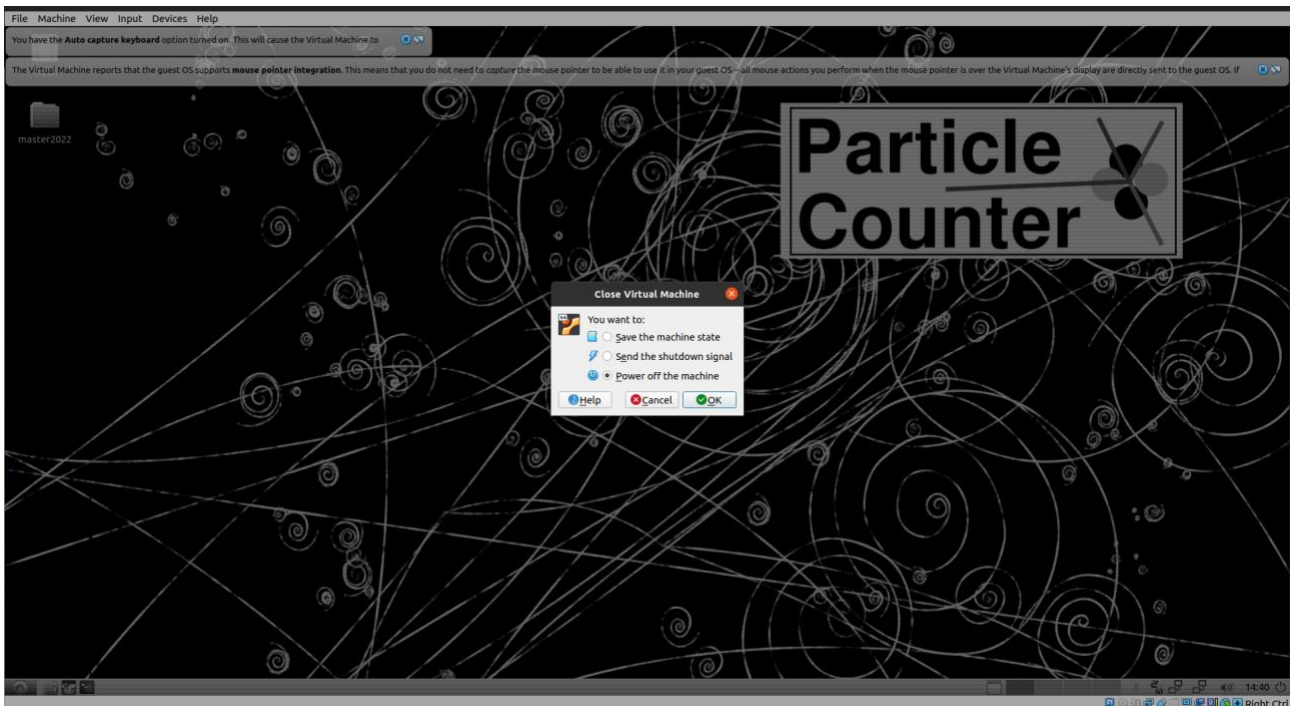 File Machine View Input Devices Help
You have the Auto capture keyboard option turned on. This will cause the Virtual Machine to
The Virtual Machine reports that the guest OS supports mouse pointer integration. This means that you do not need to capture the mouse pointer to be able to use it in your guest OS – all mouse actions you perform when the mouse pointer is over the Virtual Machine's display are directly sent to the guest OS. If
master2022
Particle
Counter
Close Virtual Machine
You want to:
Save the machine state
Send the shutdown signal
Power off the machine
Help Cancel OK
14:40
Right Ctrl